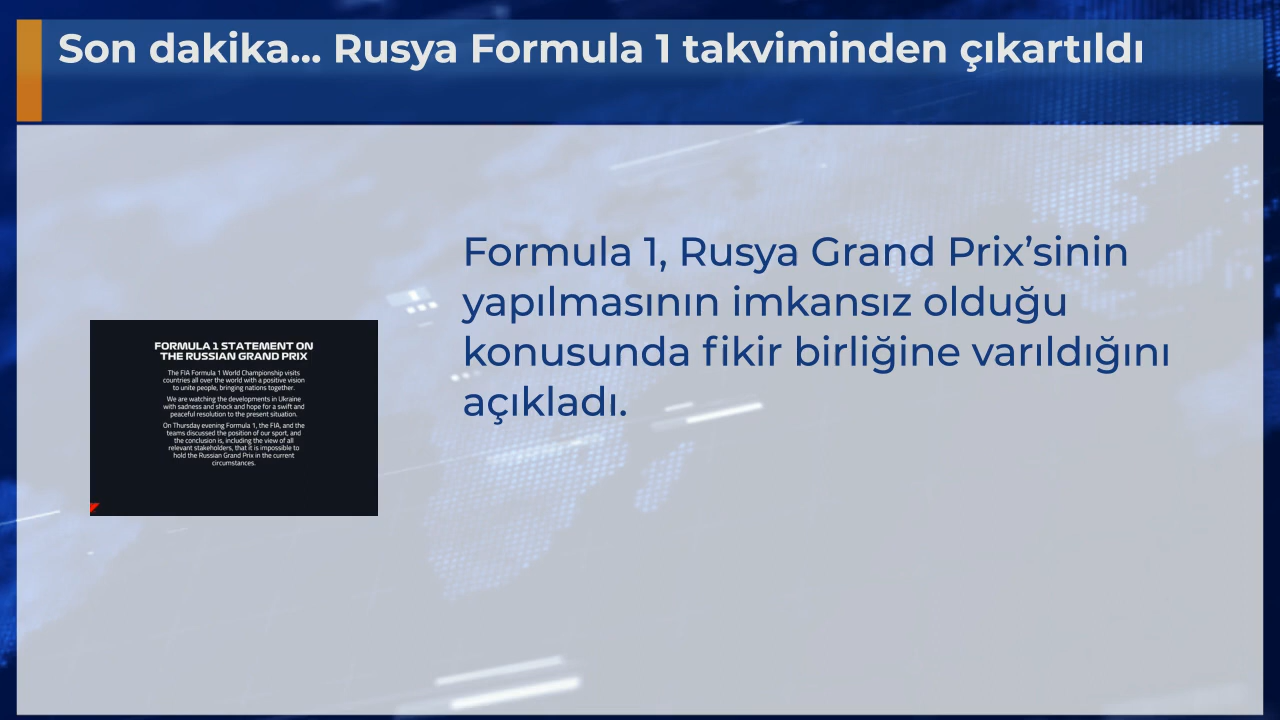 Son dakika... Rusya Formula 1 takviminden çıkartıldı
Formula 1, Rusya Grand Prix’sinin
yapılmasının imkansız olduğu
konusunda fikir birliğine varıldığını
açıkladı.
FORMULA 1 STATEMENT ON
THE RUSSIAN GRAND PRIX
The FIA Formula 1 World Championship visits
countries all over the world with a positive vision
to unite people, bringing nations together.
We are watching the developments in Ukraine
with sadness and shock and hope for a swift and
peaceful resolution to the present situation.
On Thursday evening Formula 1, the FIA, and the
teams discussed the position of our sport, and
the conclusion is, including the view of all
relevant stakeholders, that it is impossible to
hold the Russian Grand Prix in the current
circumstances.